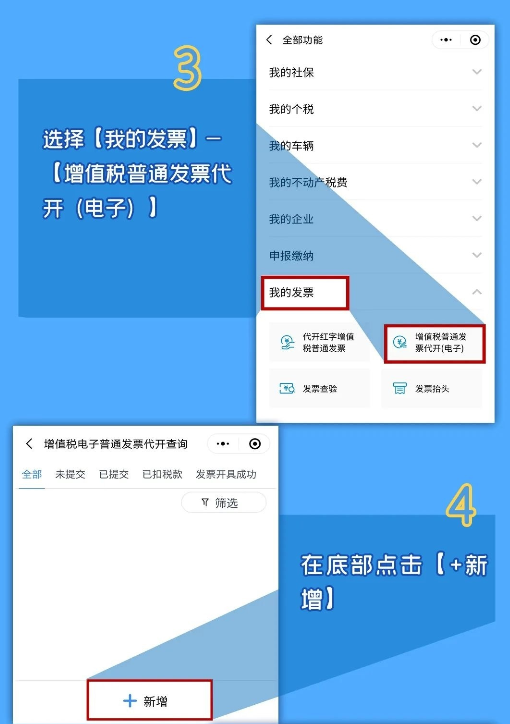 3
选择【我的发票】—
【增值税普通发票代
开（电子）】
全部功能
我的社保
我的个税
我的车辆
我的不动产税费
我的企业
申报缴纳
我的发票
代开红字增值
税普通发票
增值税普通发
票代开(电子)
发票查验
发票抬头
增值税电子普通发票代开查询
全部 未提交 已提交 已扣税款 发票开具成功
筛选
4
在底部点击【+新
增】
+ 新增